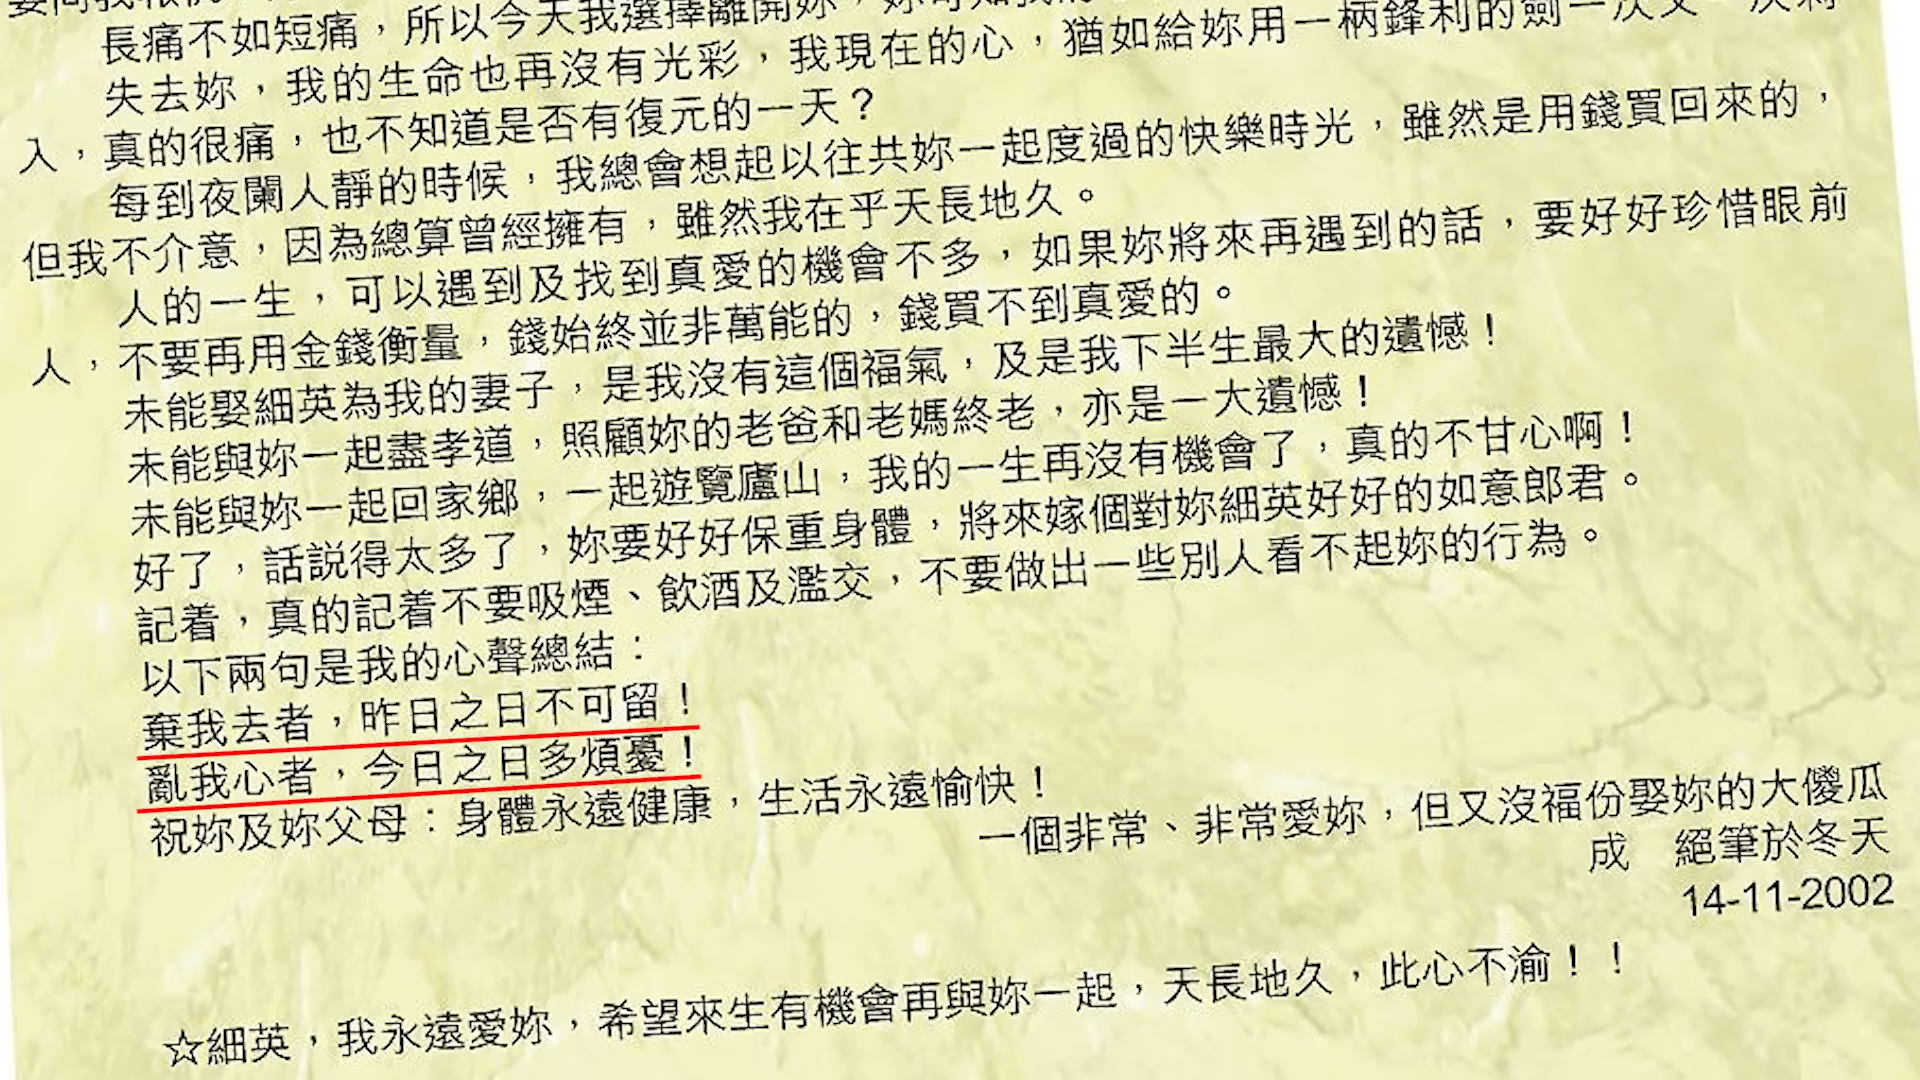 長痛不如短痛，所以今天我選擇離開妳，妳可知我
失去妳，我的生命也再沒有光彩，我現在的心，猶如給妳用一柄鋒利的劍一次又一次刺
入，真的很痛，也不知道是否有復元的一天？
每到夜闌人靜的時候，我總會想起以往共妳一起度過的快樂時光，雖然是用錢買回來的，
但我不介意，因為總算曾經擁有，雖然我在乎天長地久。
人的一生，可以遇到及找到真愛的機會不多，如果妳將來再遇到的話，要好好珍惜眼前
人，不要再用金錢衡量，錢始終並非萬能的，錢買不到真愛的。
未能娶細英為我的妻子，是我沒有這個福氣，及是我下半生最大的遺憾！
未能與妳一起盡孝道，照顧妳的老爸和老媽終老，亦是一大遺憾！
未能與妳一起回家鄉，一起遊覽廬山，我的一生再沒有機會了，真的不甘心啊！
好了，話說得太多了，妳要好好保重身體，將來嫁個對妳細英好好的如意郎君。
記着，真的記着不要吸煙、飲酒及濫交，不要做出一些別人看不起妳的行為。
以下兩句是我的心聲總結：
棄我去者，昨日之日不可留！
亂我心者，今日之日多煩憂！
祝妳及妳父母：身體永遠健康，生活永遠愉快！
一個非常、非常愛妳，但又沒福份娶妳的大傻瓜
成　絕筆於冬天
14-11-2002
☆細英，我永遠愛妳，希望來生有機會再與妳一起，天長地久，此心不渝！！